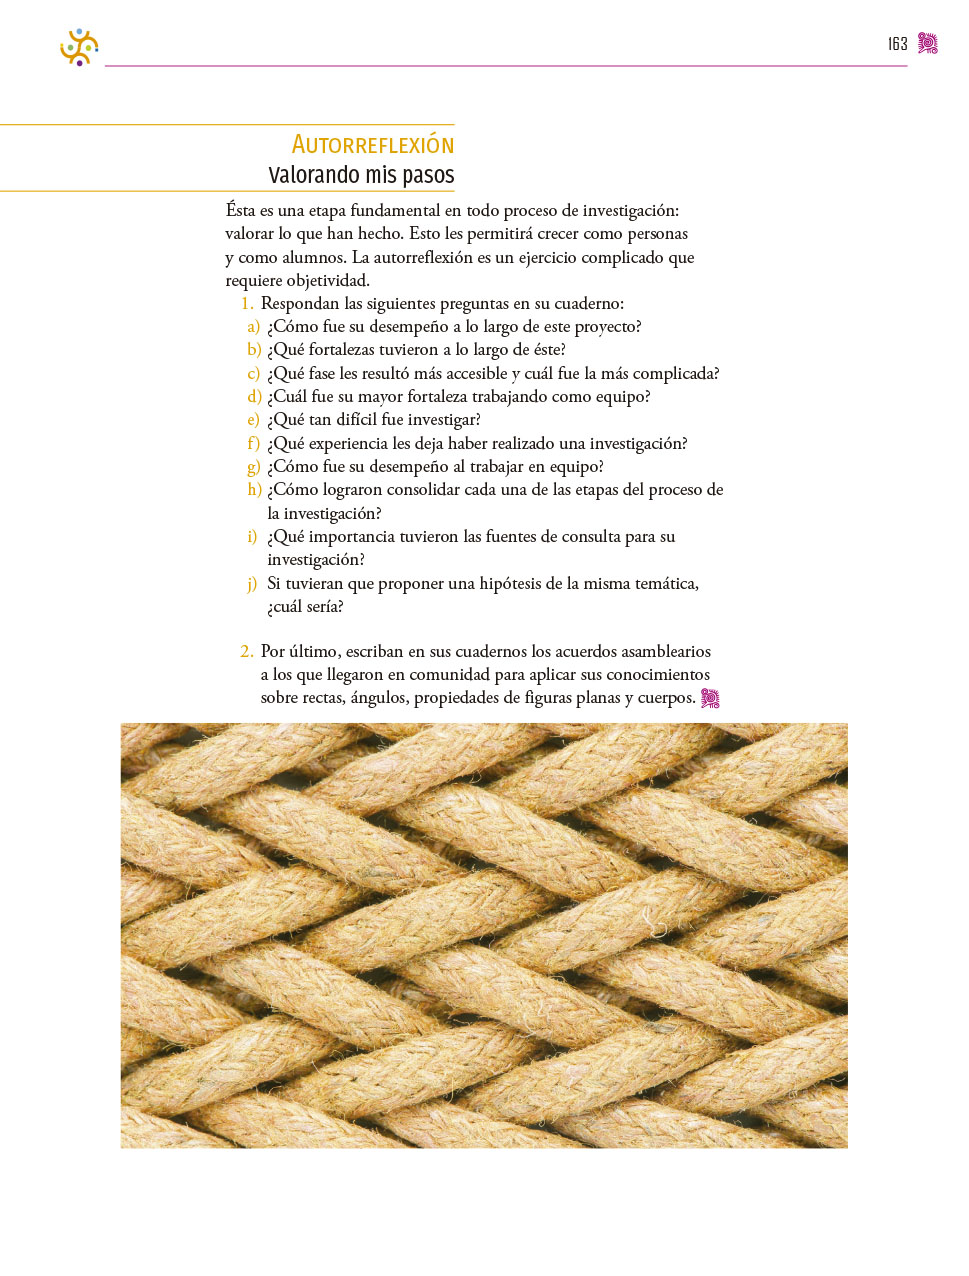 163
AUTORREFLEXIÓN
Valorando mis pasos
Ésta es una etapa fundamental en todo proceso de investigación:
valorar lo que han hecho. Esto les permitirá crecer como personas
y como alumnos. La autorreflexión es un ejercicio complicado que
requiere objetividad.
1. Respondan las siguientes preguntas en su cuaderno:
a) ¿Cómo fue su desempeño a lo largo de este proyecto?
b) ¿Qué fortalezas tuvieron a lo largo de éste?
c) ¿Qué fase les resultó más accesible y cuál fue la más complicada?
d) ¿Cuál fue su mayor fortaleza trabajando como equipo?
e) ¿Qué tan difícil fue investigar?
f) ¿Qué experiencia les deja haber realizado una investigación?
g) ¿Cómo fue su desempeño al trabajar en equipo?
h) ¿Cómo lograron consolidar cada una de las etapas del proceso de
la investigación?
i) ¿Qué importancia tuvieron las fuentes de consulta para su
investigación?
j) Si tuvieran que proponer una hipótesis de la misma temática,
¿cuál sería?
2. Por último, escriban en sus cuadernos los acuerdos asamblearios
a los que llegaron en comunidad para aplicar sus conocimientos
sobre rectas, ángulos, propiedades de figuras planas y cuerpos.